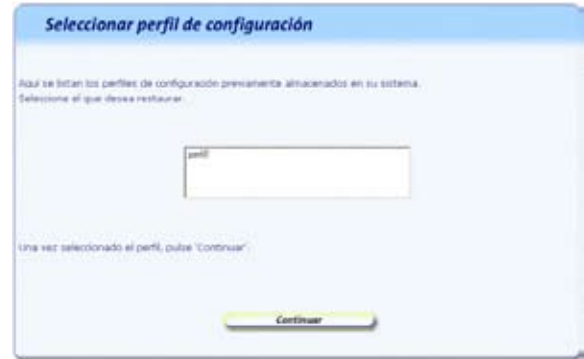 Seleccionar perfil de configuración
Aquí se listan los perfiles de configuración previamente almacenados en su sistema.
Seleccione el que desea restaurar.
perfil
Una vez seleccionado el perfil, pulse 'Continuar'.
Continuar